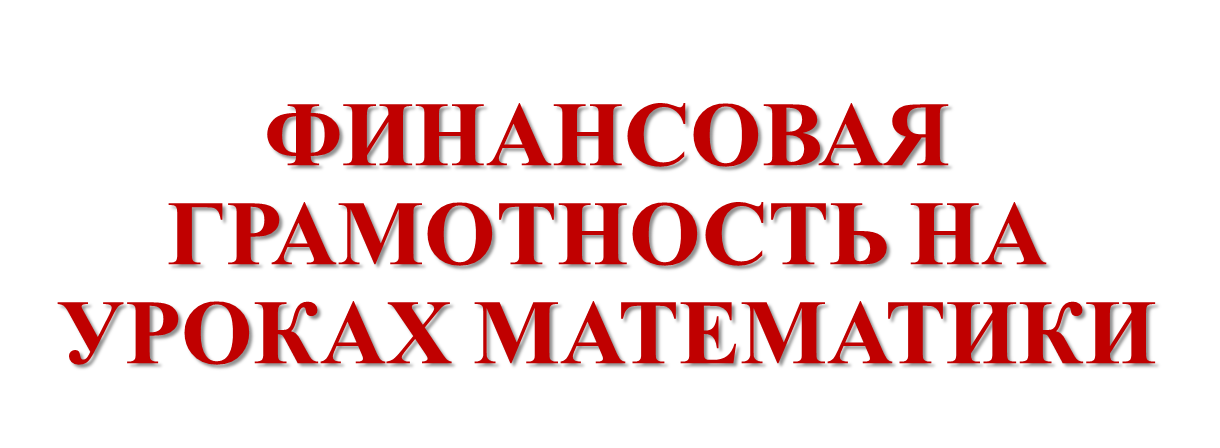 ФИНАНСОВАЯ
ГРАМОТНОСТЬ НА
УРОКАХ МАТЕМАТИКИ